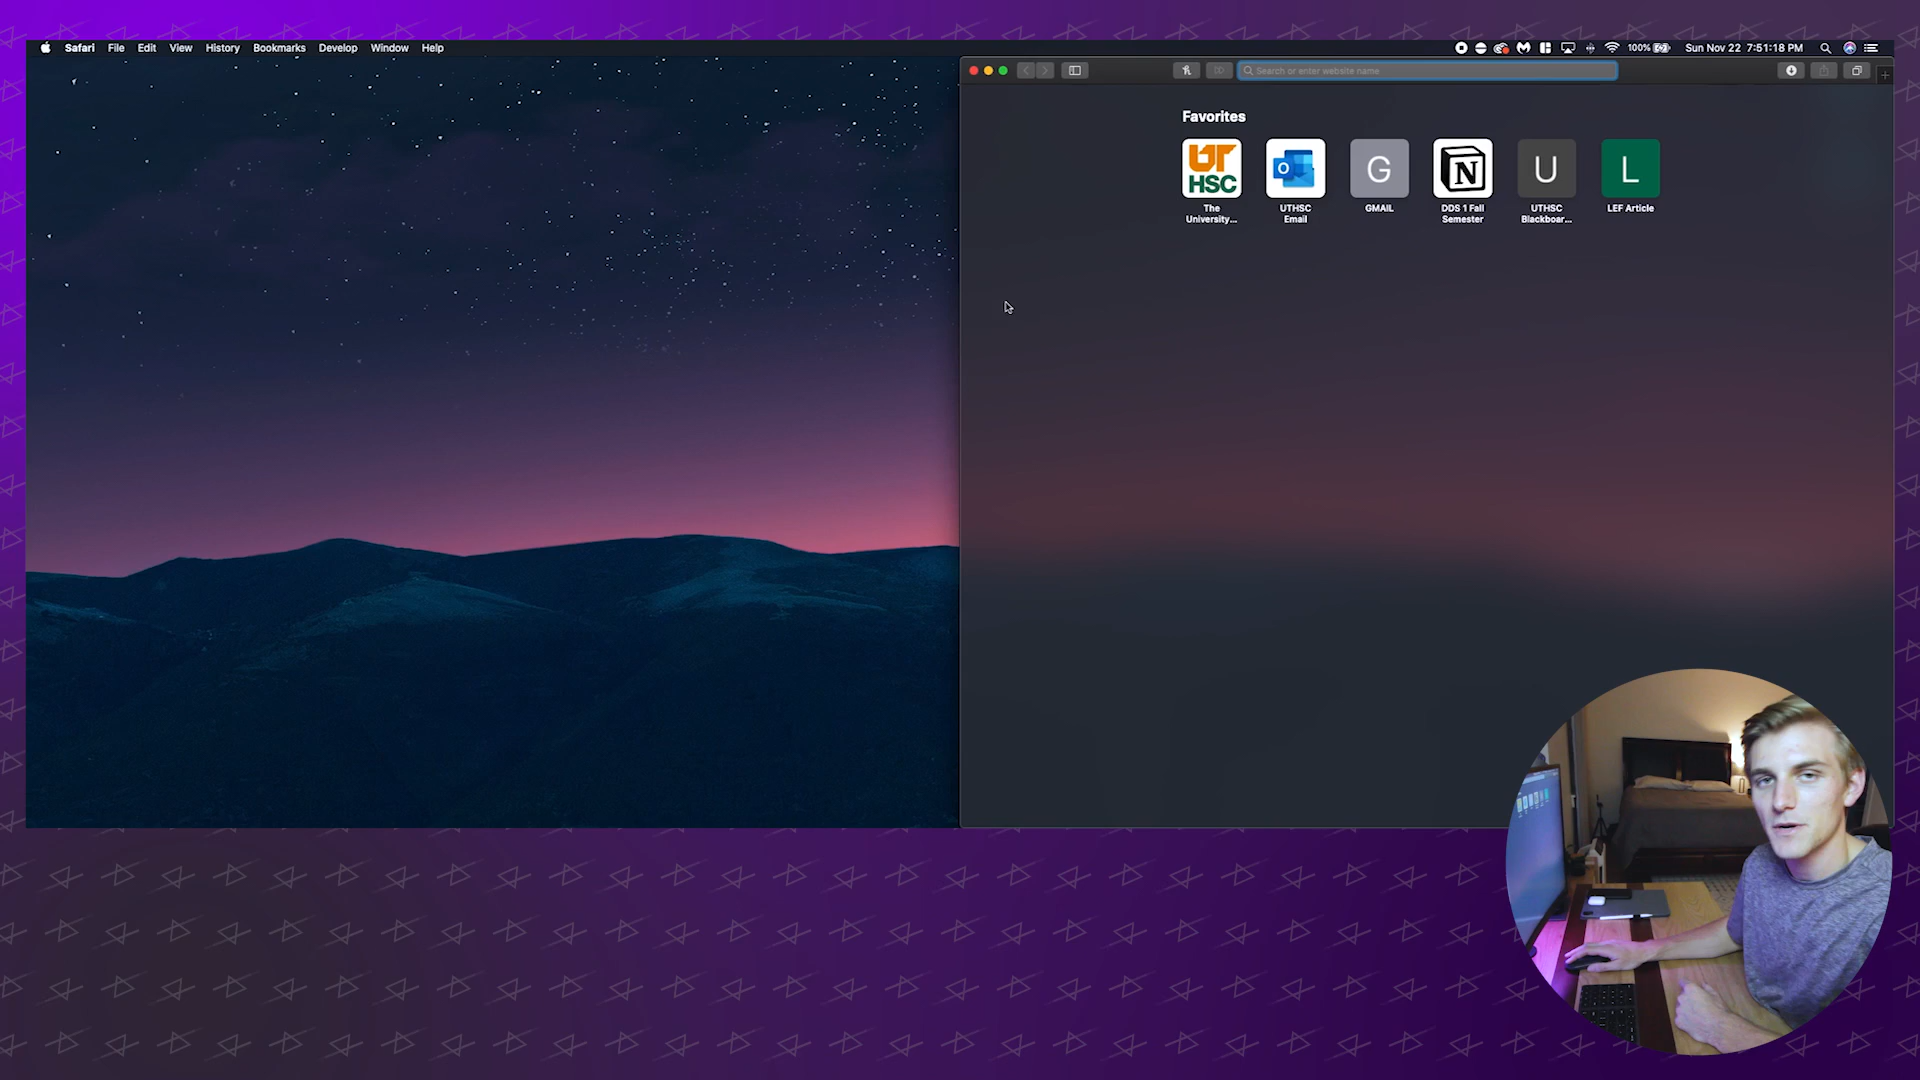 Safari File Edit View History Bookmarks Develop Window Help
100% Sun Nov 22 7:51:18 PM
Search or enter website name
Favorites
UT
HSC
O
G
N
U
L
The
University...
UTHSC
Email
GMAIL
DDS 1 Fall
Semester
UTHSC
Blackboar...
LEF Article